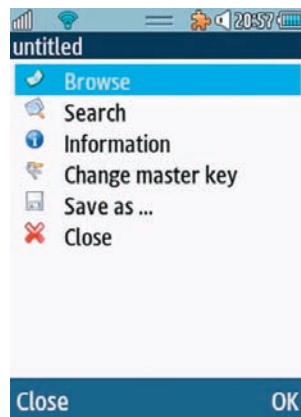 20:57
untitled
Browse
Search
Information
Change master key
Save as ...
Close
Close OK